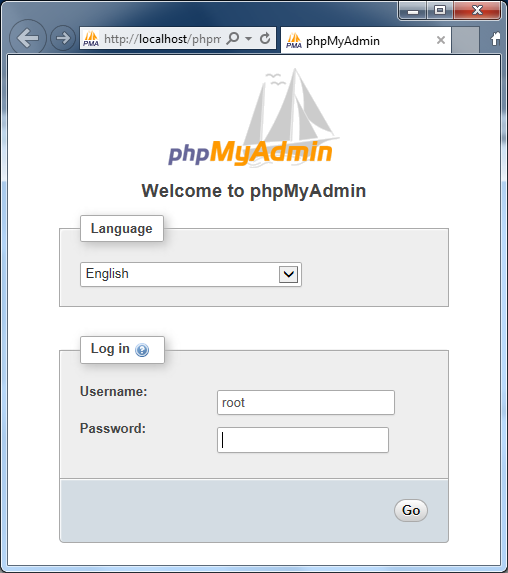 http://localhost/phpm
PMA phpMyAdmin
phpMyAdmin
Welcome to phpMyAdmin
Language
English
Log in
Username:
root
Password:
Go